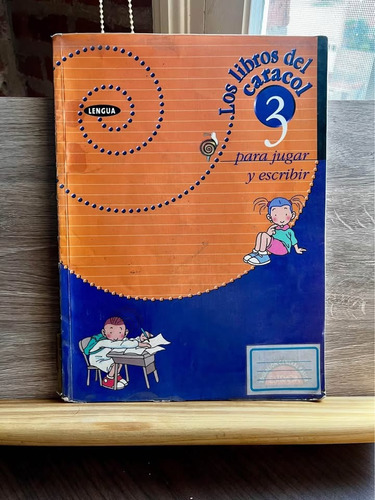 LENGUA
Los libros del
caracol
3
para jugar
y escribir